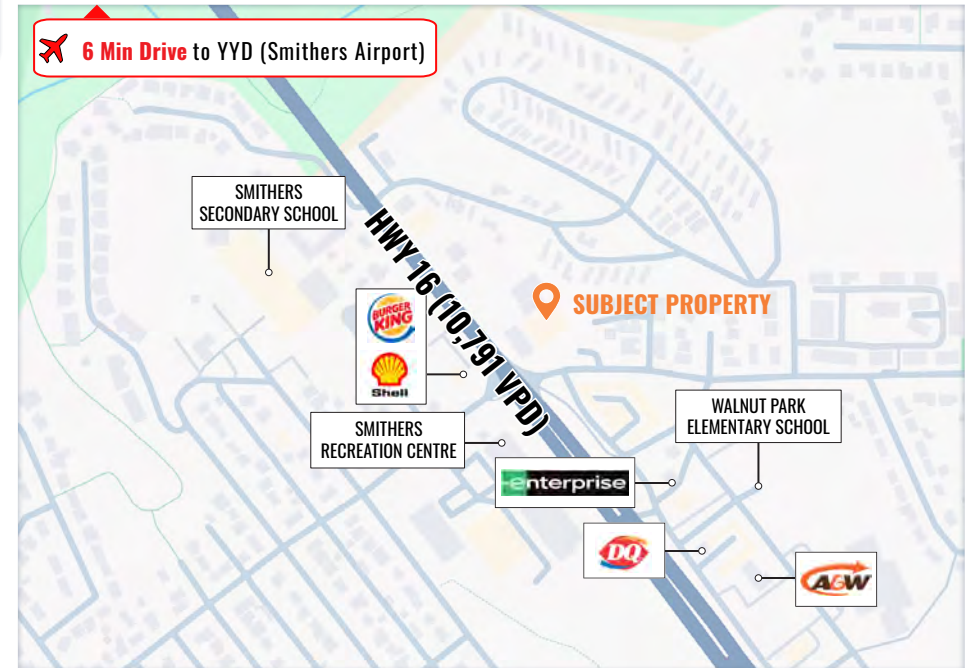 6 Min Drive to YYD (Smithers Airport)
SMITHERS
SECONDARY SCHOOL
HWY 16 (10,791 VPD)
BURGER
KING
Shell
SUBJECT PROPERTY
SMITHERS
RECREATION CENTRE
WALNUT PARK
ELEMENTARY SCHOOL
enterprise
DQ
A&W